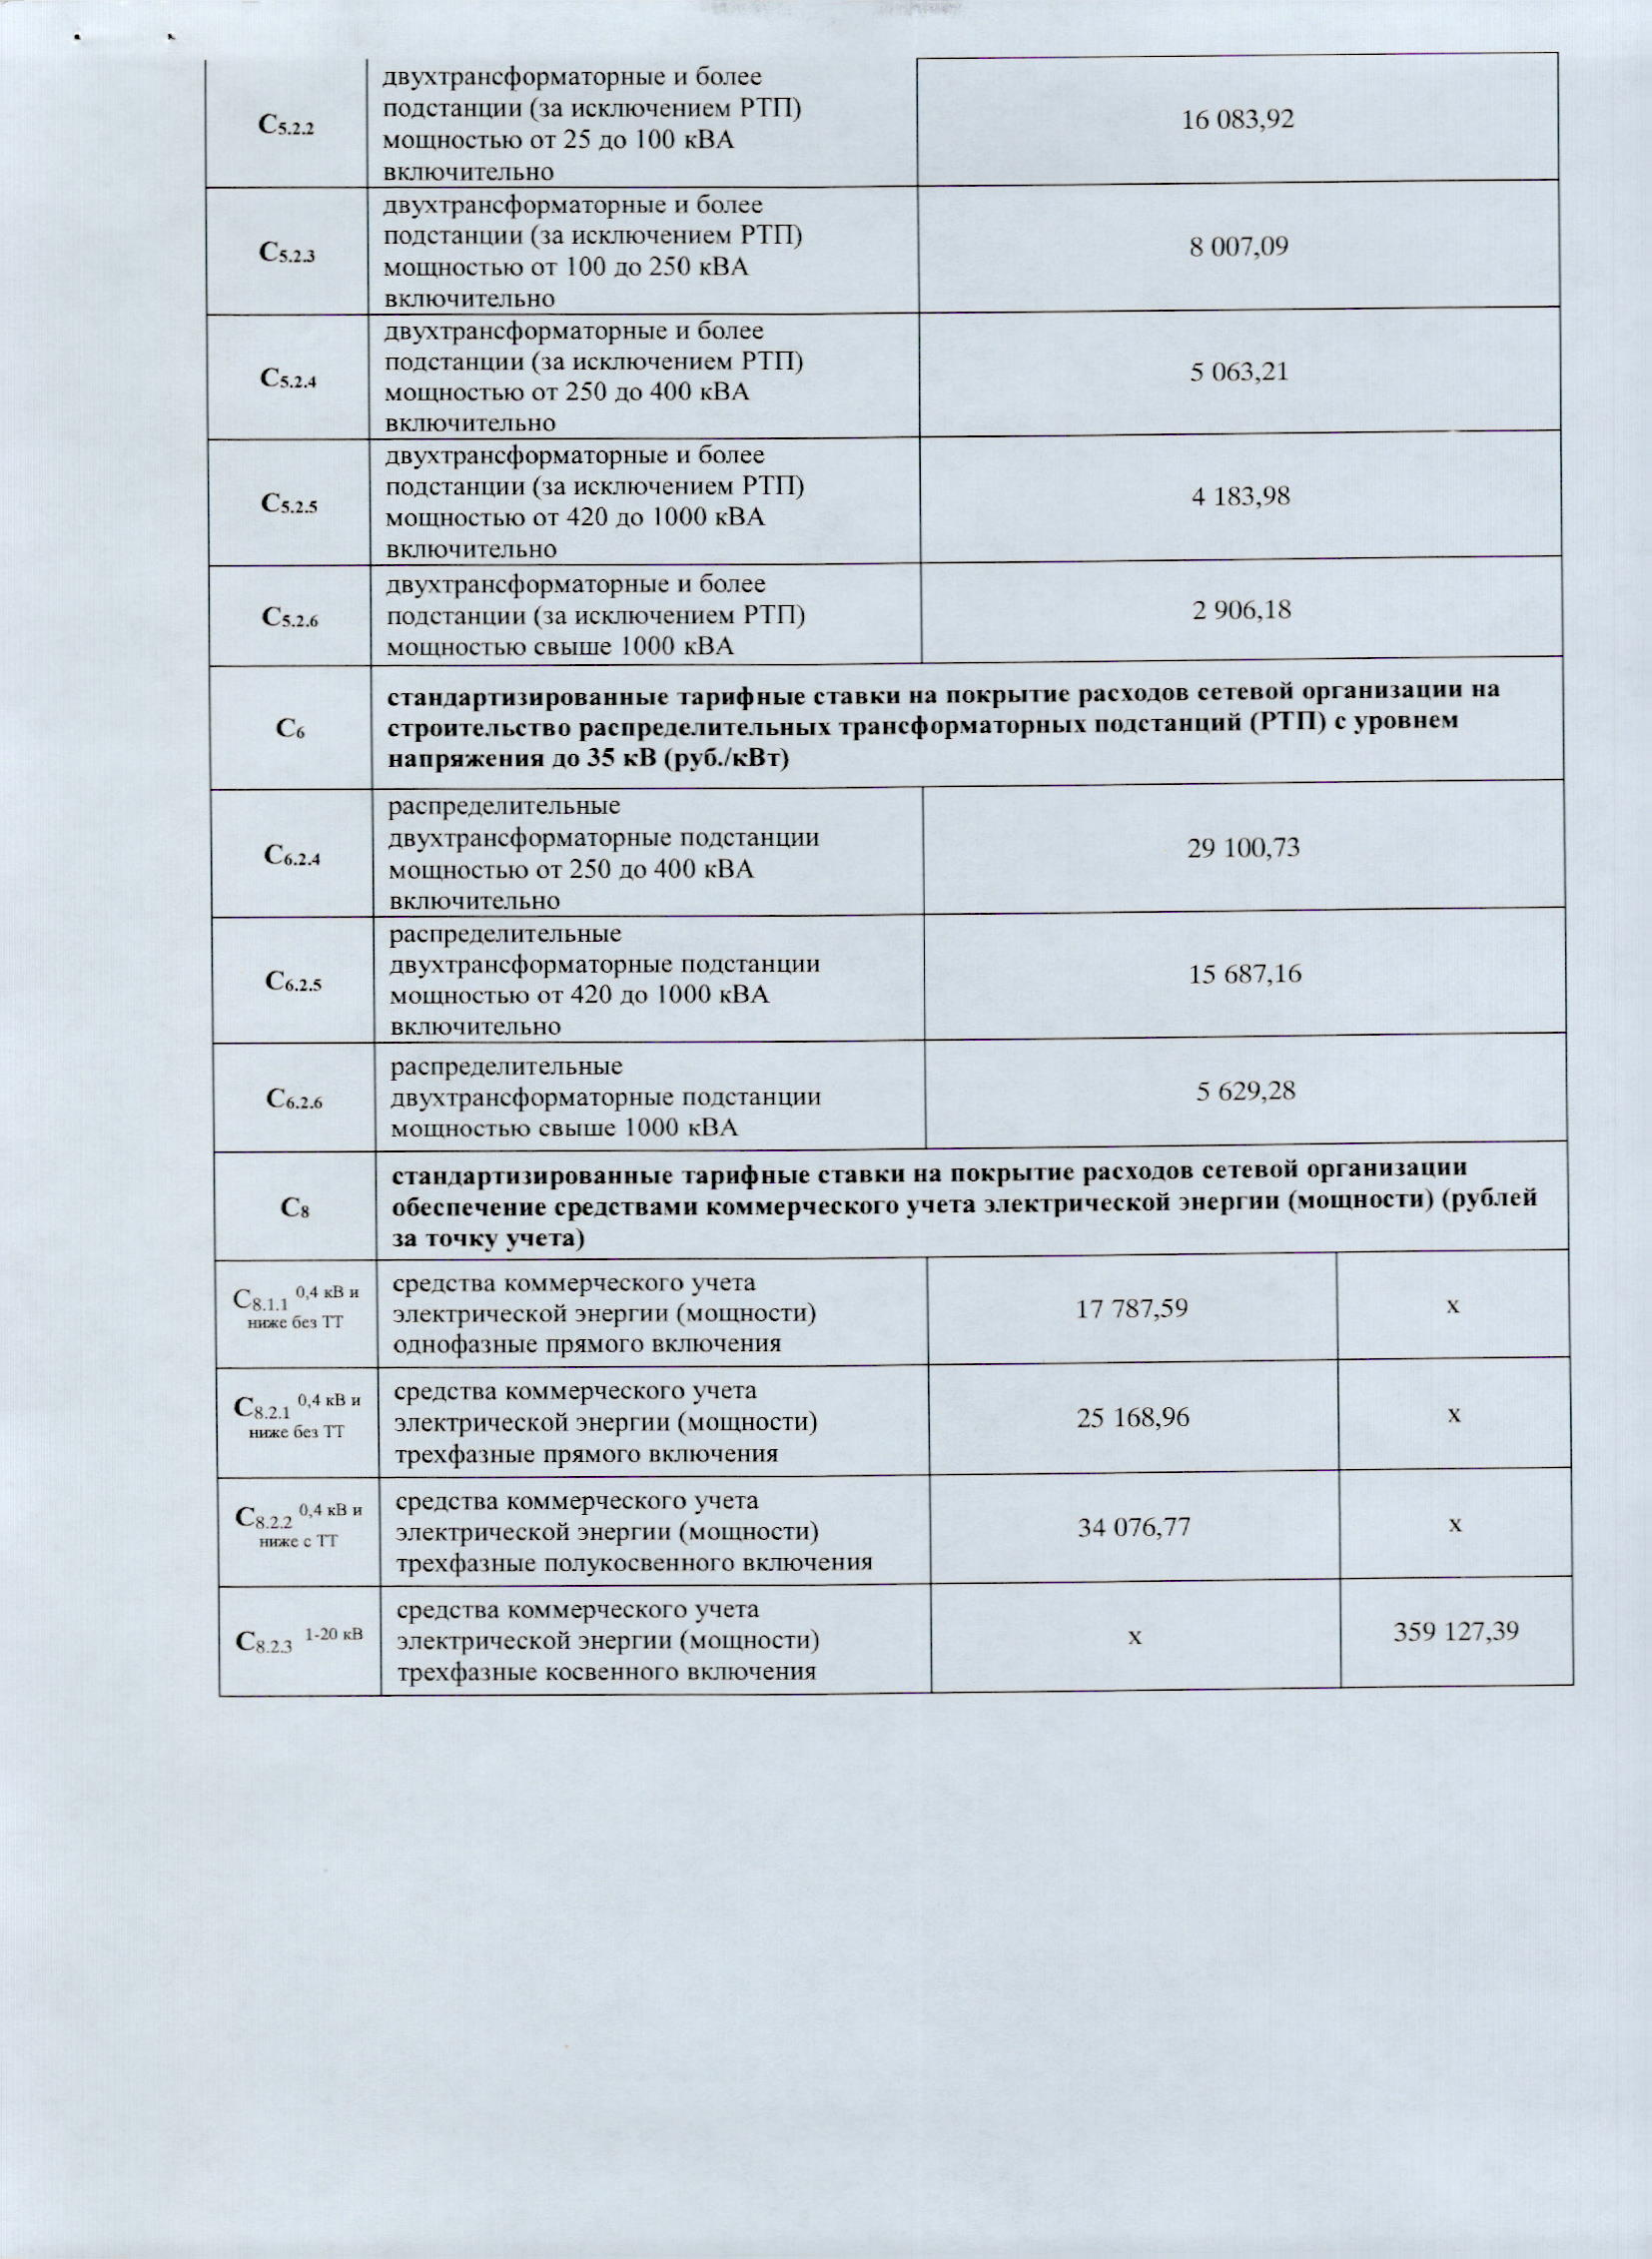 С5.2.2
двухтрансформаторные и более
подстанции (за исключением РТП)
мощностью от 25 до 100 кВА
включительно
16 083,92
С5.2.3
двухтрансформаторные и более
подстанции (за исключением РТП)
мощностью от 100 до 250 кВА
включительно
8 007,09
С5.2.4
двухтрансформаторные и более
подстанции (за исключением РТП)
мощностью от 250 до 400 кВА
включительно
5 063,21
С5.2.5
двухтрансформаторные и более
подстанции (за исключением РТП)
мощностью от 420 до 1000 кВА
включительно
4 183,98
С5.2.6
двухтрансформаторные и более
подстанции (за исключением РТП)
мощностью свыше 1000 кВА
2 906,18
С6
стандартизированные тарифные ставки на покрытие расходов сетевой организации на
строительство распределительных трансформаторных подстанций (РТП) с уровнем
напряжения до 35 кВ (руб./кВт)
С6.2.4
распределительные
двухтрансформаторные подстанции
мощностью от 250 до 400 кВА
включительно
29 100,73
С6.2.5
распределительные
двухтрансформаторные подстанции
мощностью от 420 до 1000 кВА
включительно
15 687,16
С6.2.6
распределительные
двухтрансформаторные подстанции
мощностью свыше 1000 кВА
5 629,28
С8
стандартизированные тарифные ставки на покрытие расходов сетевой организации
обеспечение средствами коммерческого учета электрической энергии (мощности) (рублей
за точку учета)
С8.1.1 0,4 кВ и
ниже без ТТ
средства коммерческого учета
электрической энергии (мощности)
однофазные прямого включения
17 787,59
х
С8.2.1 0,4 кВ и
ниже без ТТ
средства коммерческого учета
электрической энергии (мощности)
трехфазные прямого включения
25 168,96
х
С8.2.2 0,4 кВ и
ниже с ТТ
средства коммерческого учета
электрической энергии (мощности)
трехфазные полукосвенного включения
34 076,77
х
С8.2.3 1-20 кВ
средства коммерческого учета
электрической энергии (мощности)
трехфазные косвенного включения
х
359 127,39